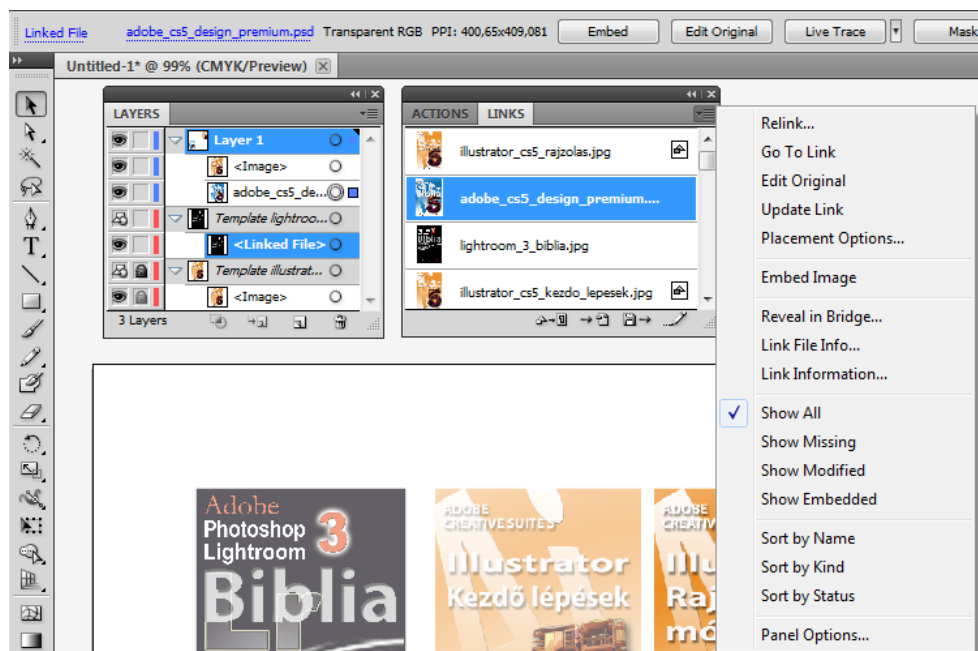 Linked File adobe_cs5_design_premium.psd Transparent RGB PPI: 400,65x409,081 Embed Edit Original Live Trace Mask
Untitled-1* @ 99% (CMYK/Preview)
LAYERS
Layer 1
<Image>
adobe_cs5_de...
Template lightroo...
<Linked File>
Template illustrat...
<Image>
3 Layers
ACTIONS LINKS
illustrator_cs5_rajzolas.jpg
adobe_cs5_design_premium....
lightroom_3_biblia.jpg
illustrator_cs5_kezdo_lepesek.jpg
Relink...
Go To Link
Edit Original
Update Link
Placement Options...
Embed Image
Reveal in Bridge...
Link File Info...
Link Information...
Show All
Show Missing
Show Modified
Show Embedded
Sort by Name
Sort by Kind
Sort by Status
Panel Options...
Adobe
Photoshop
Lightroom 3
Biblia
ADOBE
CREATIVE SUITE 5
Illustrator
Kezdő lépések
ADOBE
CREATIV
Illu
Raj
mó